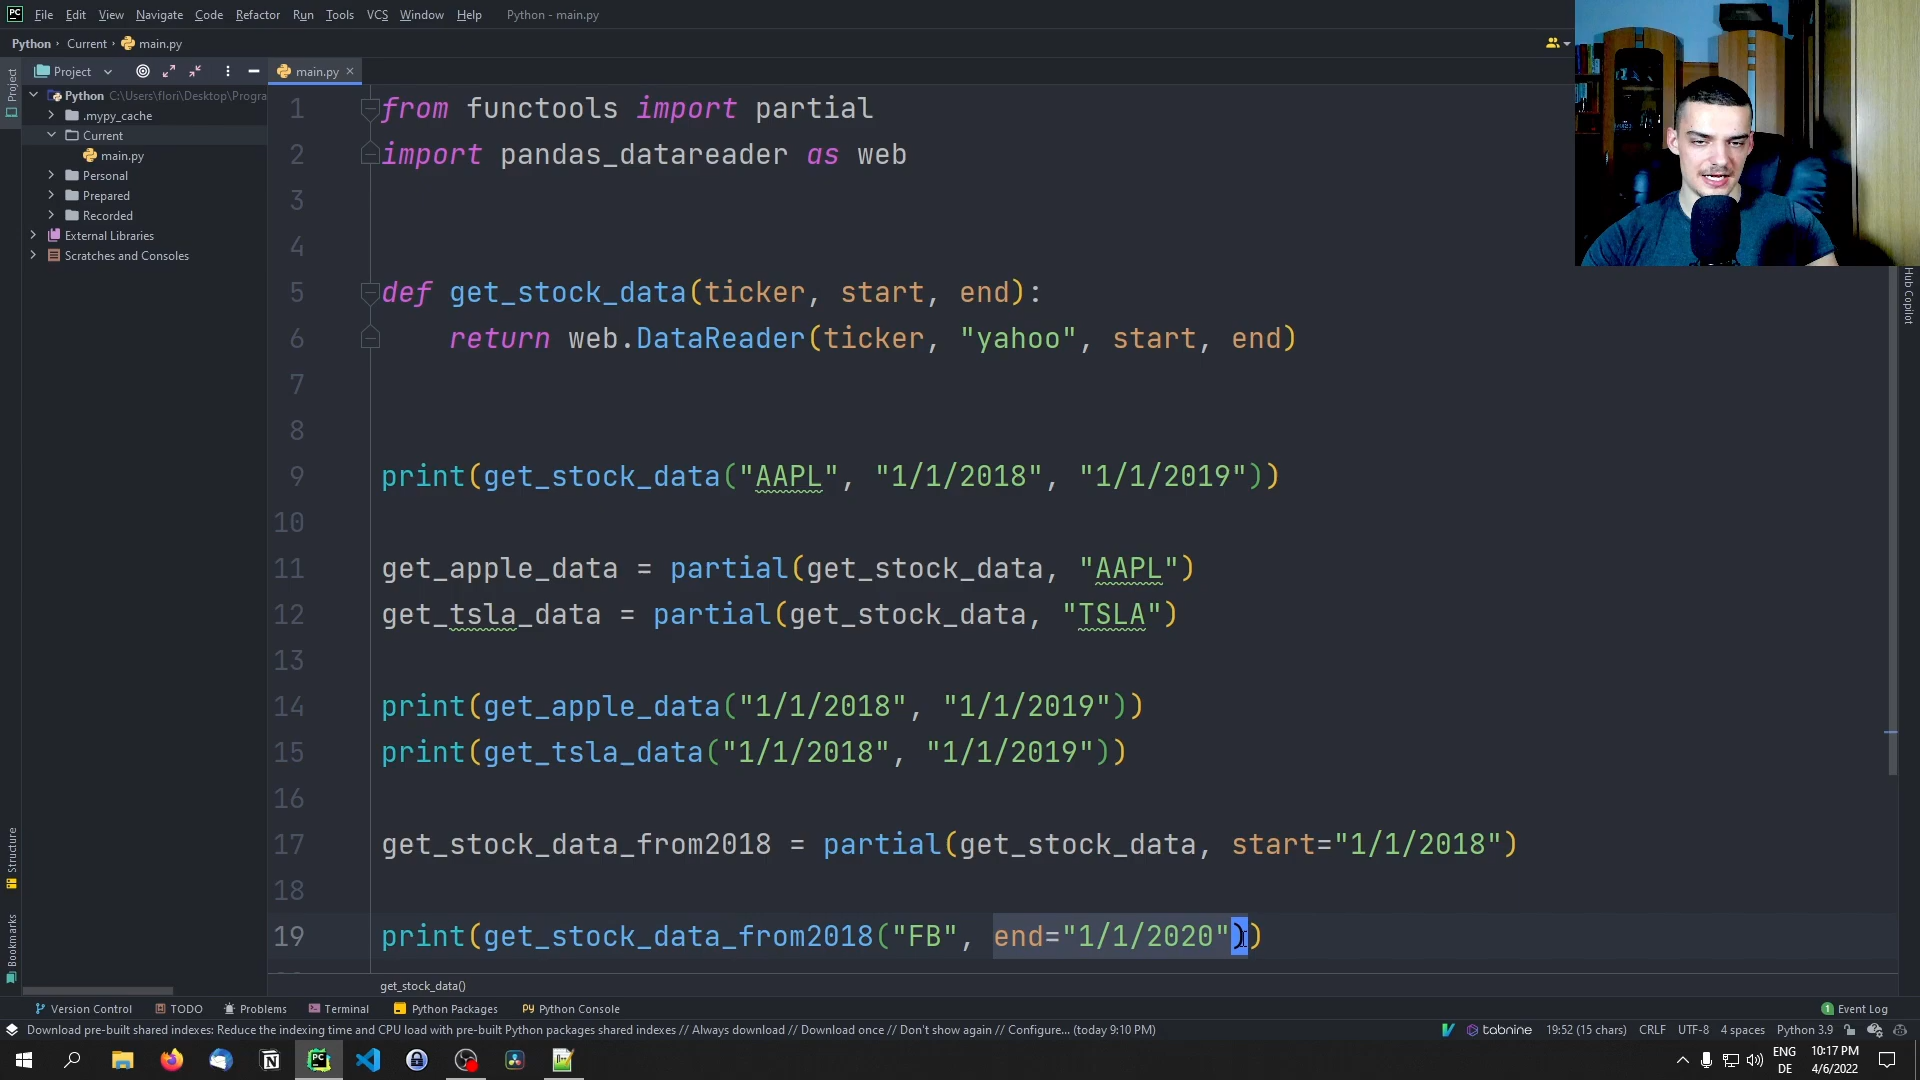 PC File Edit View Navigate Code Refactor Run Tools VCS Window Help Python - main.py
Python › Current › main.py
Project main.py
Project
Python C:\Users\flori\Desktop\Progra
.mypy_cache
Current
main.py
Personal
Prepared
Recorded
External Libraries
Scratches and Consoles
1 from functools import partial
2 import pandas_datareader as web
3
4
5 def get_stock_data(ticker, start, end):
6 return web.DataReader(ticker, "yahoo", start, end)
7
8
9 print(get_stock_data("AAPL", "1/1/2018", "1/1/2019"))
10
11 get_apple_data = partial(get_stock_data, "AAPL")
12 get_tsla_data = partial(get_stock_data, "TSLA")
13
14 print(get_apple_data("1/1/2018", "1/1/2019"))
15 print(get_tsla_data("1/1/2018", "1/1/2019"))
16
17 get_stock_data_from2018 = partial(get_stock_data, start="1/1/2018")
18
19 print(get_stock_data_from2018("FB", end="1/1/2020"))
Hub Copilot
Structure
Bookmarks
get_stock_data()
Version Control TODO Problems Terminal Python Packages Python Console 1 Event Log
Download pre-built shared indexes: Reduce the indexing time and CPU load with pre-built Python packages shared indexes // Always download // Download once // Don't show again // Configure... (today 9:10 PM) tabnine 19:52 (15 chars) CRLF UTF-8 4 spaces Python 3.9
ENG 10:17 PM
DE 4/6/2022